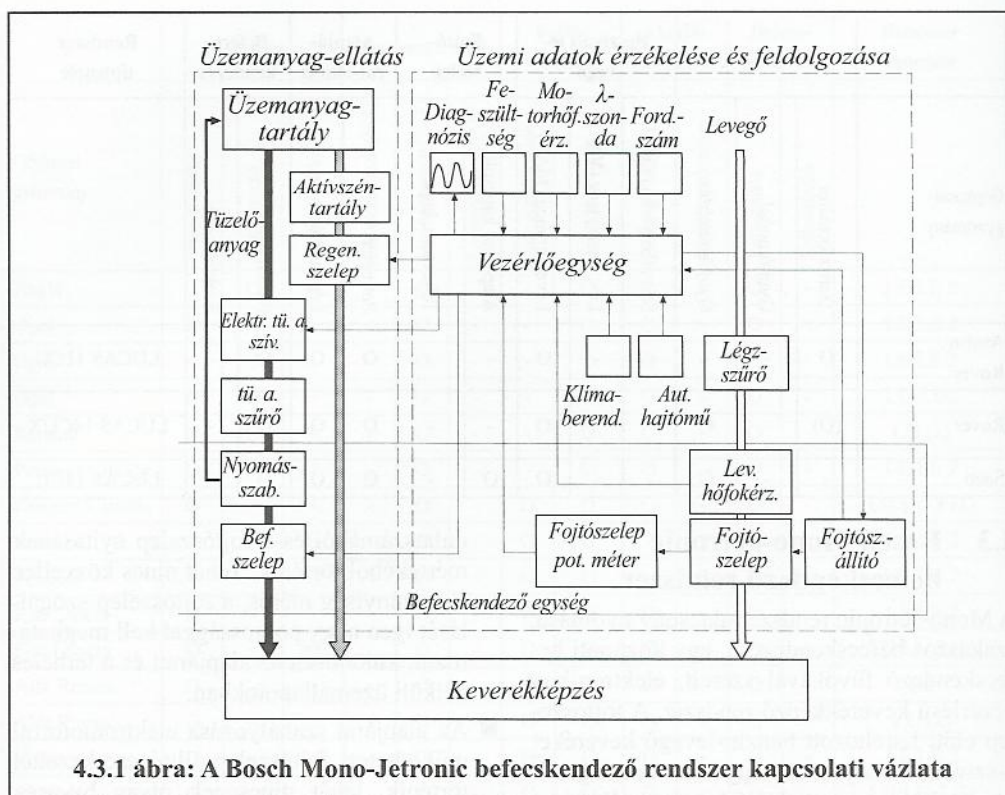 Üzemanyag-ellátás
Üzemi adatok érzékelése és feldolgozása
Üzemanyag-
tartály
Aktívszén-
tartály
Tüzelő-
anyag
Regen.
szelep
Elektr. tü. a.
szív.
tü. a.
szűrő
Nyomás-
szab.
Bef.
szelep
Diag-
nózis
Fe-
szült-
ség
Mo-
torhőf.
érz.
λ-
szon-
da
Ford.-
szám
Levegő
Vezérlőegység
Klíma-
berend.
Aut.
hajtómű
Légz-
szűrő
Lev.
hőfokérz.
Fojtószelep
pot. méter
Fojtó-
szelep
Fojtósz.-
állító
Befecskendező egység
Keverékképzés
4.3.1 ábra: A Bosch Mono-Jetronic befecskendező rendszer kapcsolati vázlata